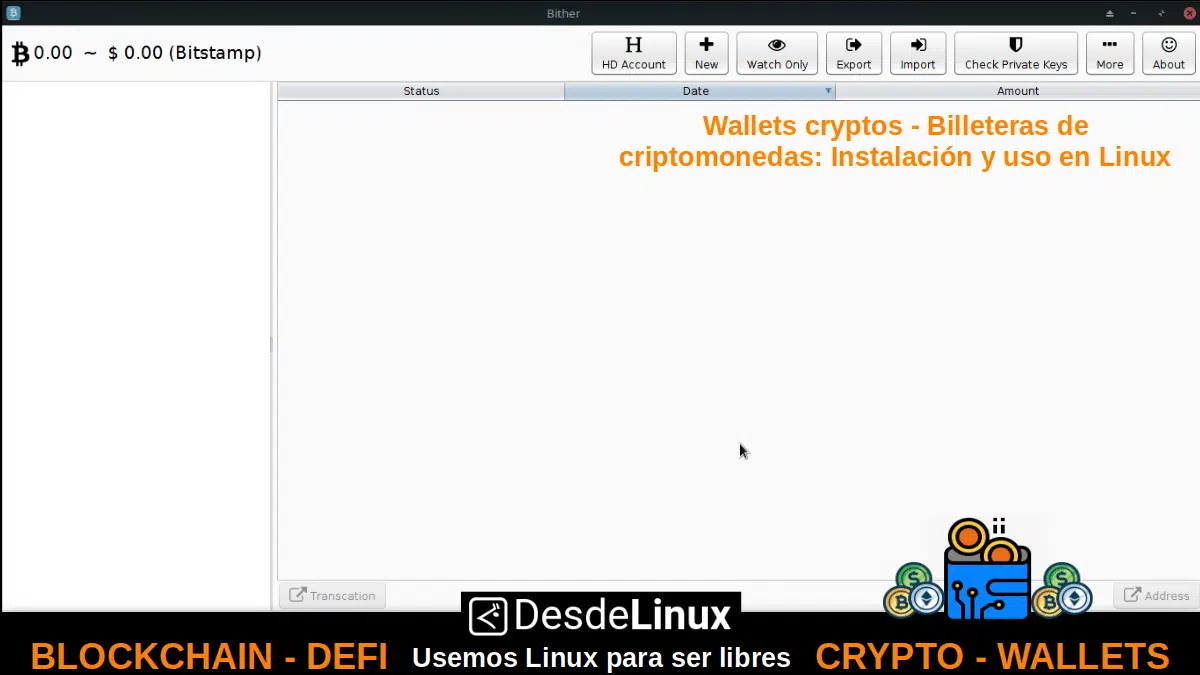 Bither
0.00 ~ $ 0.00 (Bitstamp)
HD Account
New
Watch Only
Export
Import
Check Private Keys
More
About
Status
Date
Amount
Wallets cryptos - Billeteras de
criptomonedas: Instalación y uso en Linux
Transcation
Address
DesdeLinux
BLOCKCHAIN - DEFI
Usemos Linux para ser libres
CRYPTO - WALLETS